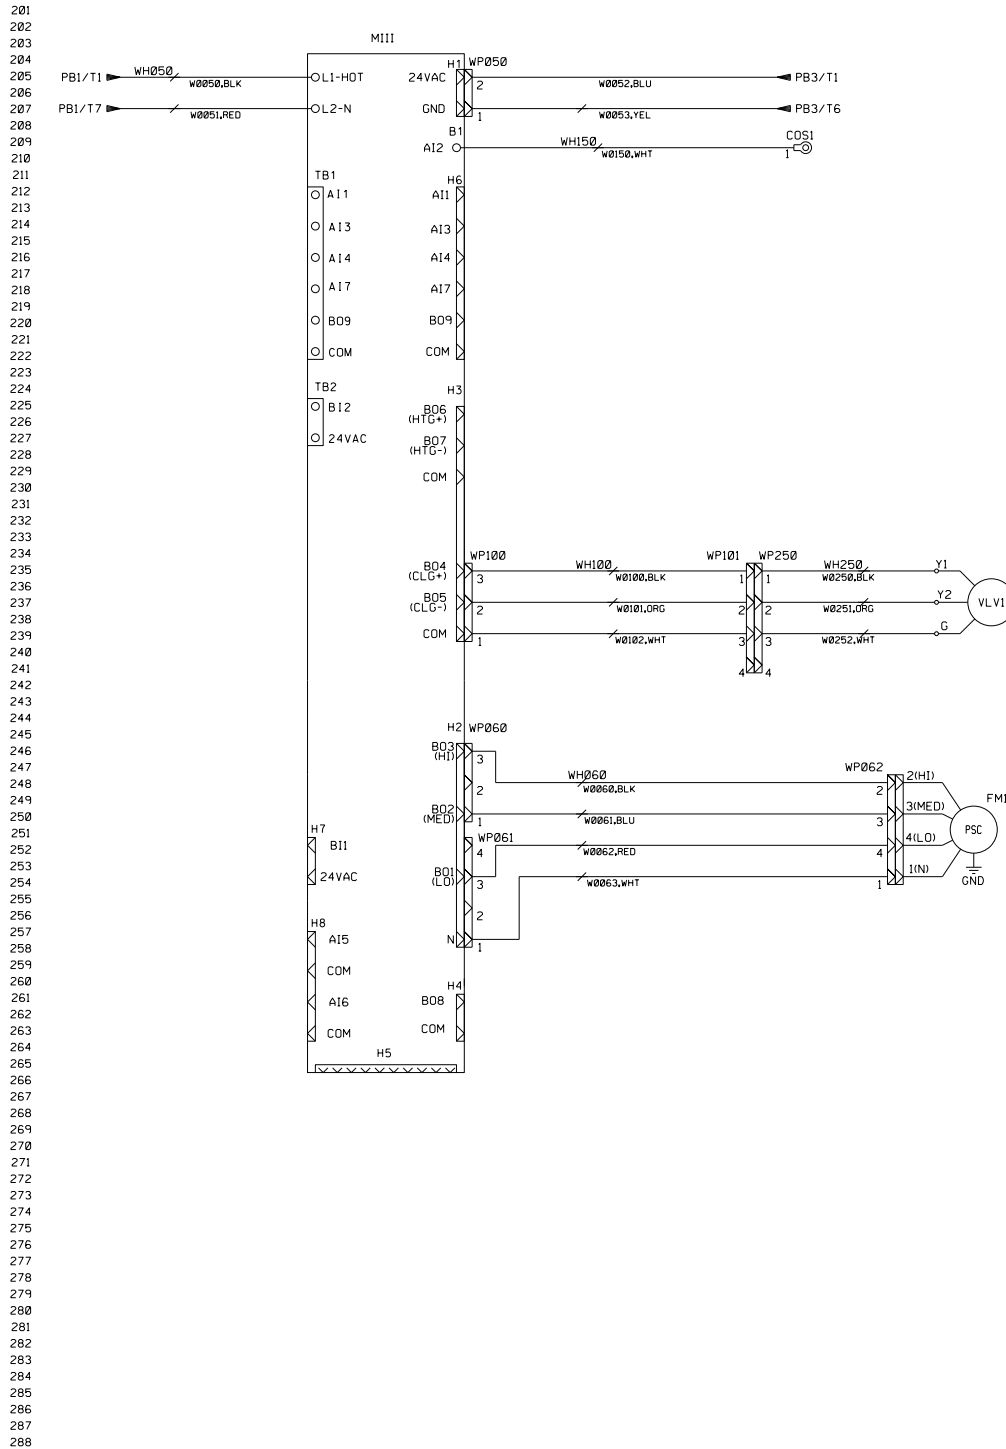 201
202
203
MIII
204
H1 WP050
205 PB1/T1 WH050 W0050,BLK L1-HOT 24VAC 2 W0052,BLU PB3/T1
206
207 PB1/T7 W0051,RED L2-N GND 1 W0053,YEL PB3/T6
208
B1 COS1
209 AI2 WH150 W0150,WHT 1
210
211 TB1 H6
212 AI1 AI1
213
214 AI3 AI3
215
216 AI4 AI4
217
218 AI7 AI7
219
220 BO9 BO9
221
222 COM COM
223
224 TB2 H3
225 BI2 BO6
226 (HTG+)
227 24VAC BO7
228 (HTG-)
229 COM
230
231
232
233
234 WP100 WP101 WP250
235 BO4 (CLG+) 3 WH100 W0100,BLK 1 1 WH250 W0250,BLK Y1
236
237 BO5 (CLG-) 2 W0101,ORG 2 2 W0251,ORG Y2 VLV1
238
239 COM 1 W0102,WHT 3 3 W0252,WHT G
240
241 4 4
242
243
244
245 H2 WP060
246 BO3 (HI) 3
247 WP062
248 2 WH060 W0060,BLK 2 2(HI)
249 FM1
250 BO2 (MED) 1 W0061,BLU 3 3(MED)
251 H7 WP061 PSC
252 BI1 4 W0062,RED 4 4(LO)
253
254 24VAC BO1 (LO) 3 W0063,WHT 1 1(N) GND
255
256 2
257 H8
258 AI5 N 1
259
260 COM
261 H4
262 AI6 BO8
263 COM COM
264 H5
265
266
267
268
269
270
271
272
273
274
275
276
277
278
279
280
281
282
283
284
285
286
287
288